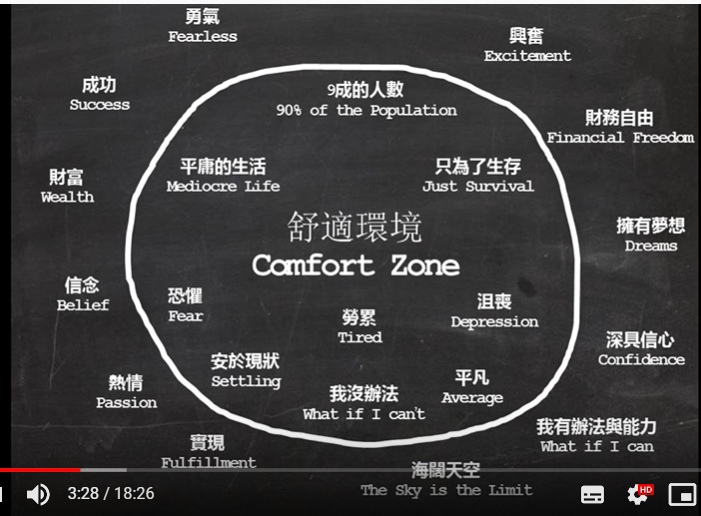 勇氣
Fearless
興奮
Excitement
成功
Success
9成的人數
90% of the Population
財務自由
Financial Freedom
平庸的生活
Mediocre Life
只為了生存
Just Survival
財富
Wealth
舒適環境
Comfort Zone
擁有夢想
Dreams
信念
Belief
恐懼
Fear
勞累
Tired
沮喪
Depression
深具信心
Confidence
安於現狀
Settling
熱情
Passion
我沒辦法
What if I can't
平凡
Average
我有辦法與能力
What if I can
實現
Fulfillment
海闊天空
The Sky is the Limit
3:28 / 18:26
HD